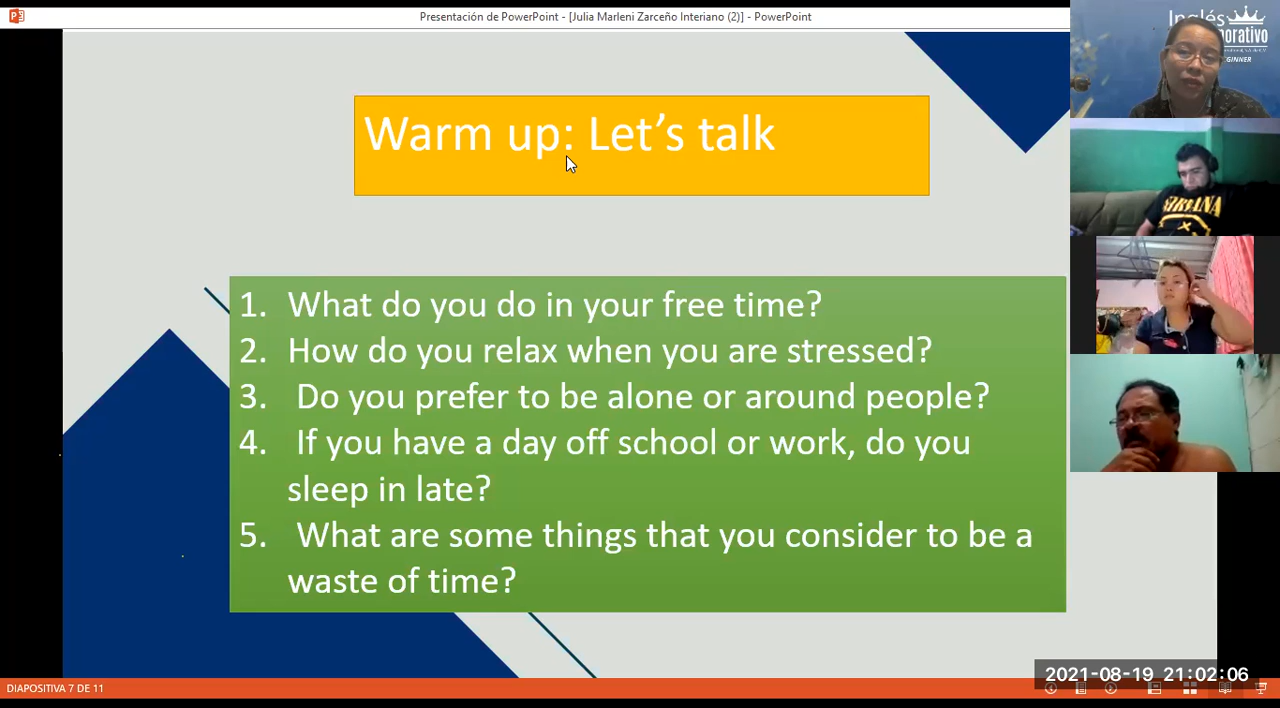 Presentación de PowerPoint - [Julia Marleni Zarceño Interiano (2)] - PowerPoint
Inglés
GINNER
NIRVANA
Warm up: Let’s talk
1. What do you do in your free time?
2. How do you relax when you are stressed?
3. Do you prefer to be alone or around people?
4. If you have a day off school or work, do you
sleep in late?
5. What are some things that you consider to be a
waste of time?
2021-08-19 21:02:06
DIAPOSITIVA 7 DE 11